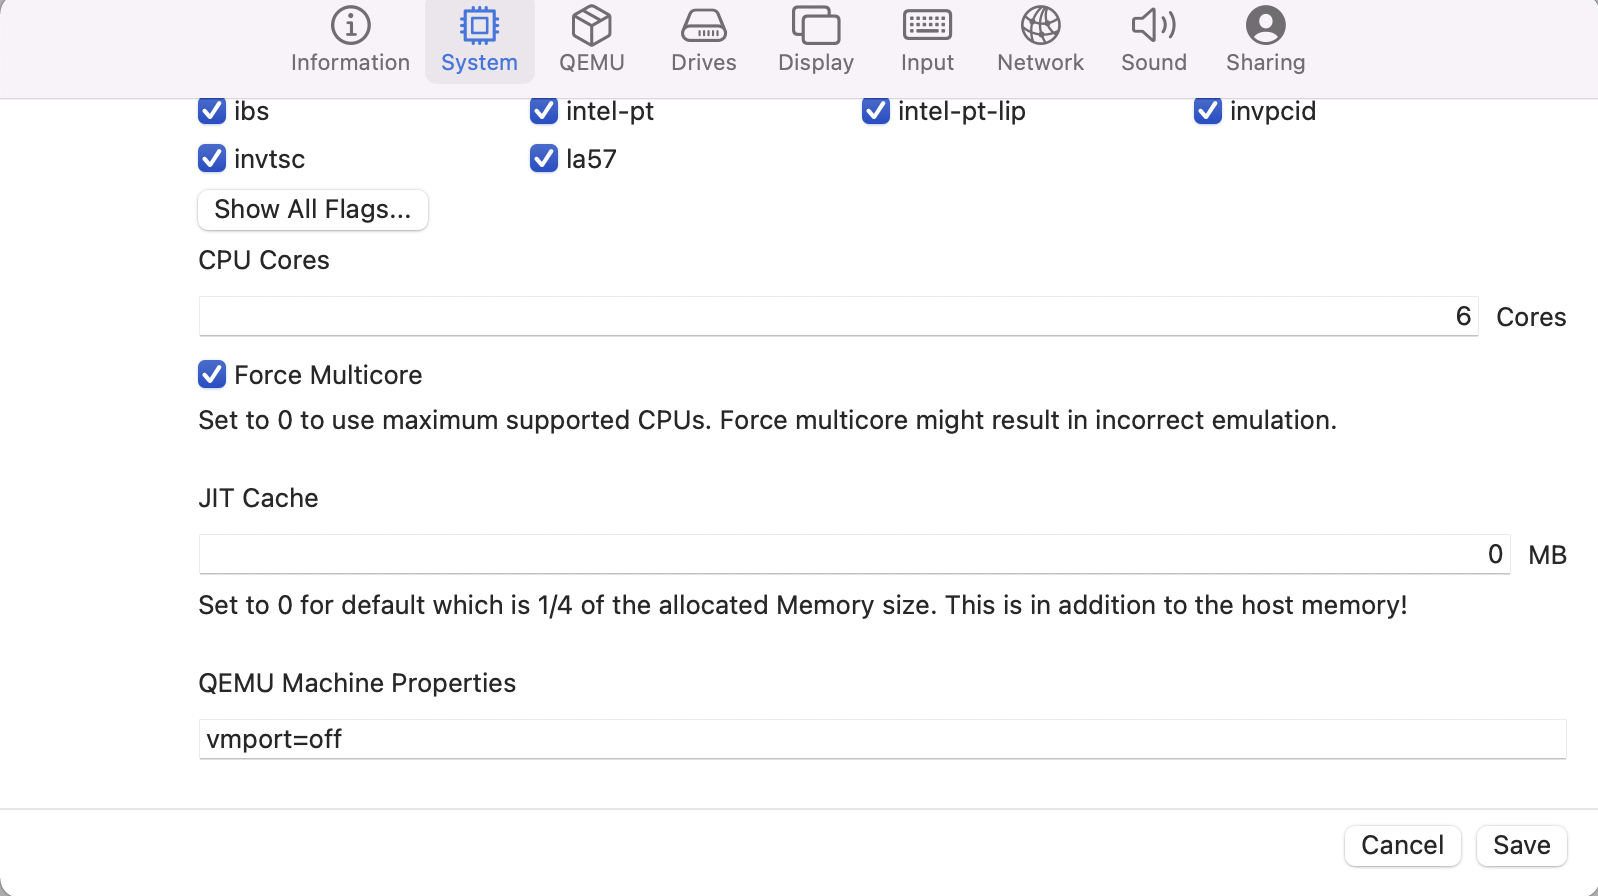 Information System QEMU Drives Display Input Network Sound Sharing
ibs intel-pt intel-pt-lip invpcid
invtsc la57
Show All Flags...
CPU Cores
6 Cores
Force Multicore
Set to 0 to use maximum supported CPUs. Force multicore might result in incorrect emulation.
JIT Cache
0 MB
Set to 0 for default which is 1/4 of the allocated Memory size. This is in addition to the host memory!
QEMU Machine Properties
vmport=off
Cancel Save